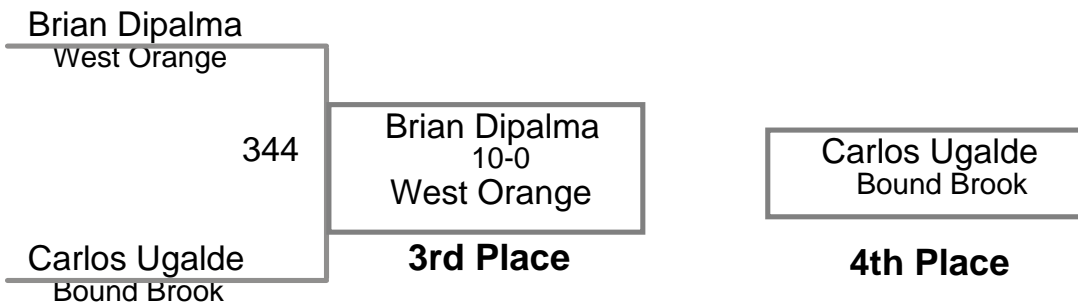 Brian Dipalma
West Orange
344
Brian Dipalma
10-0
West Orange
3rd Place
Carlos Ugalde
Bound Brook
4th Place
Carlos Ugalde
Bound Brook